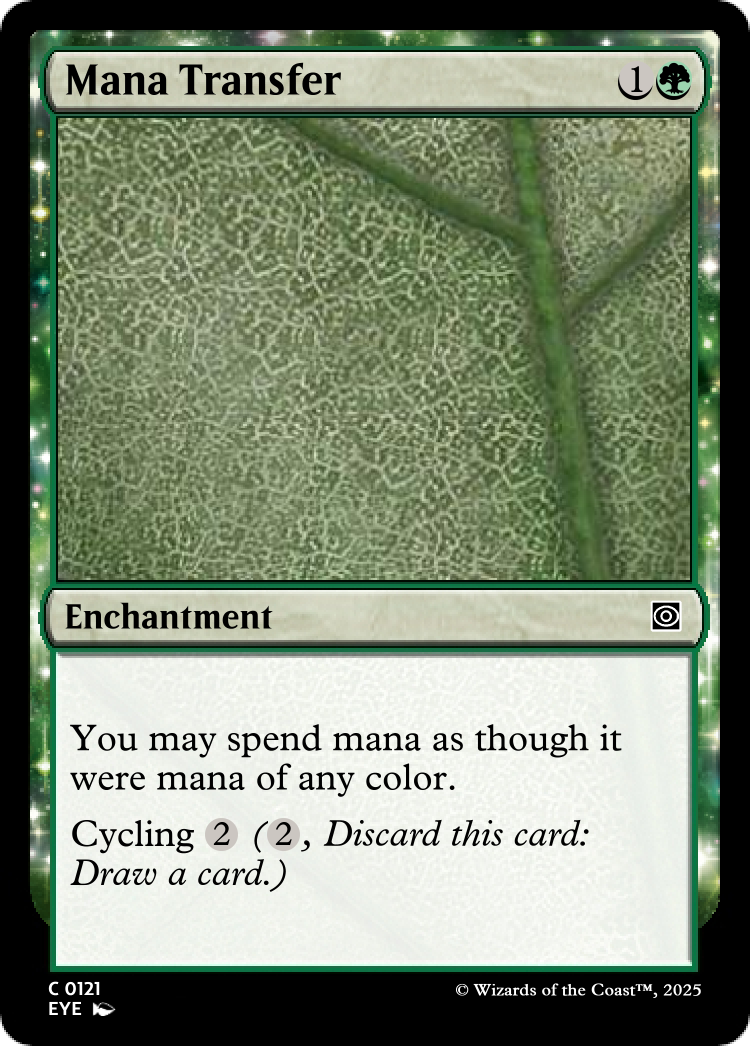 Mana Transfer 1
Enchantment
You may spend mana as though it
were mana of any color.
Cycling 2 (2, Discard this card:
Draw a card.)
C 0121
EYE
© Wizards of the Coast™, 2025